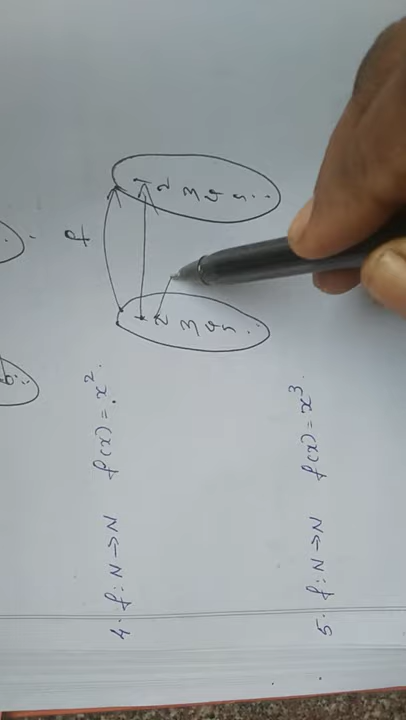 4. f: N → N f(x) = x².
f
1 2 3 4 5 . .
1 2 3 4 5 . .
5. f: N → N f(x) = x³.